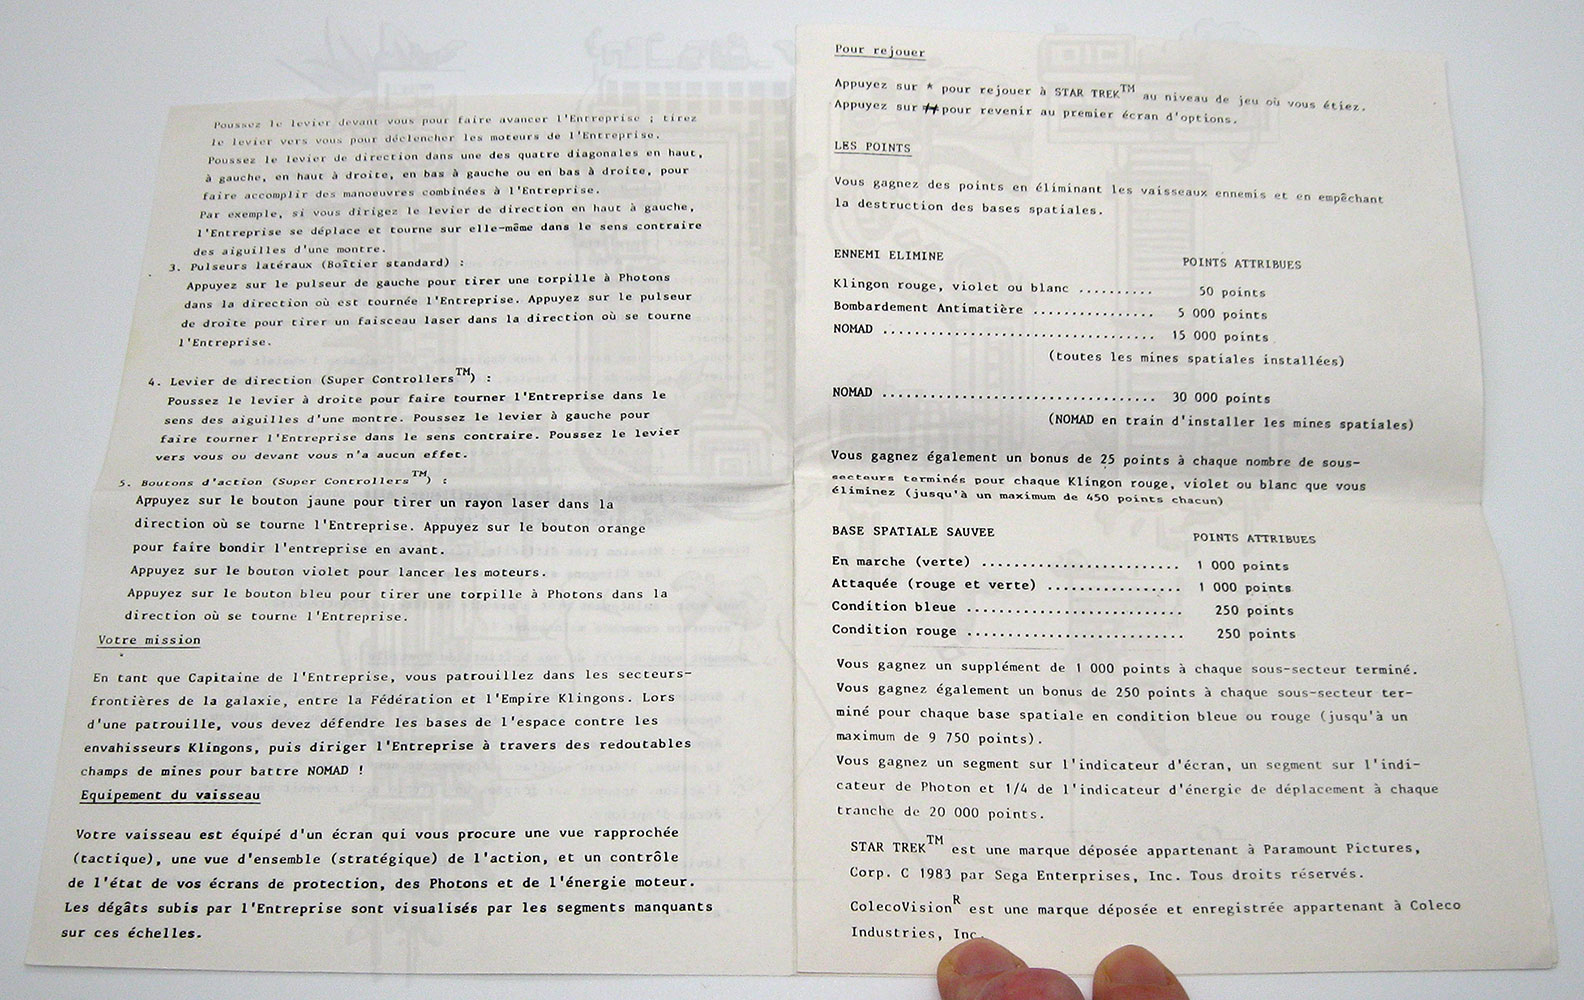 Poussez le levier devant vous pour faire avancer l'Entreprise ; tirez
le levier vers vous pour déclencher les moteurs de l'Entreprise.
Poussez le levier de direction dans une des quatre diagonales en haut,
à gauche, en haut à droite, en bas à gauche ou en bas à droite, pour
faire accomplir des manoeuvres combinées à l'Entreprise.
Par exemple, si vous dirigez le levier de direction en haut à gauche,
l'Entreprise se déplace et tourne sur elle-même dans le sens contraire
des aiguilles d'une montre.
3. Pulseurs latéraux (Boîtier standard) :
Appuyez sur le pulseur de gauche pour tirer une torpille à Photons
dans la direction où est tournée l'Entreprise. Appuyez sur le pulseur
de droite pour tirer un faisceau laser dans la direction où se tourne
l'Entreprise.
4. Levier de direction (Super Controllers™) :
Poussez le levier à droite pour faire tourner l'Entreprise dans le
sens des aiguilles d'une montre. Poussez le levier à gauche pour
faire tourner l'Entreprise dans le sens contraire. Poussez le levier
vers vous ou devant vous n'a aucun effet.
5. Boutons d'action (Super Controllers™) :
Appuyez sur le bouton jaune pour tirer un rayon laser dans la
direction où se tourne l'Entreprise. Appuyez sur le bouton orange
pour faire bondir l'entreprise en avant.
Appuyez sur le bouton violet pour lancer les moteurs.
Appuyez sur le bouton bleu pour tirer une torpille à Photons dans la
direction où se tourne l'Entreprise.
Votre mission
En tant que Capitaine de l'Entreprise, vous patrouillez dans les secteurs-
frontières de la galaxie, entre la Fédération et l'Empire Klingons. Lors
d'une patrouille, vous devez défendre les bases de l'espace contre les
envahisseurs Klingons, puis diriger l'Entreprise à travers des redoutables
champs de mines pour battre NOMAD !
Equipement du vaisseau
Votre vaisseau est équipé d'un écran qui vous procure une vue rapprochée
(tactique), une vue d'ensemble (stratégique) de l'action, et un contrôle
de l'état de vos écrans de protection, des Photons et de l'énergie moteur.
Les dégâts subis par l'Entreprise sont visualisés par les segments manquants
sur ces échelles.
Pour rejouer
Appuyez sur * pour rejouer à STAR TREK™ au niveau de jeu où vous étiez.
Appuyez sur # pour revenir au premier écran d'options.
LES POINTS
Vous gagnez des points en éliminant les vaisseaux ennemis et en empêchant
la destruction des bases spatiales.
ENNEMI ELIMINE POINTS ATTRIBUES
Klingon rouge, violet ou blanc .......... 50 points
Bombardement Antimatière ................ 5 000 points
NOMAD ................................... 15 000 points
(toutes les mines spatiales installées)
NOMAD ................................... 30 000 points
(NOMAD en train d'installer les mines spatiales)
Vous gagnez également un bonus de 25 points à chaque nombre de sous-
secteurs terminés pour chaque Klingon rouge, violet ou blanc que vous
éliminez (jusqu'à un maximum de 450 points chacun)
BASE SPATIALE SAUVEE POINTS ATTRIBUES
En marche (verte) ......................... 1 000 points
Attaquée (rouge et verte) ................. 1 000 points
Condition bleue ........................... 250 points
Condition rouge ........................... 250 points
Vous gagnez un supplément de 1 000 points à chaque sous-secteur terminé.
Vous gagnez également un bonus de 250 points à chaque sous-secteur ter-
miné pour chaque base spatiale en condition bleue ou rouge (jusqu'à un
maximum de 9 750 points).
Vous gagnez un segment sur l'indicateur d'écran, un segment sur l'indi-
cateur de Photon et 1/4 de l'indicateur d'énergie de déplacement à chaque
tranche de 20 000 points.
STAR TREK™ est une marque déposée appartenant à Paramount Pictures,
Corp. C 1983 par Sega Enterprises, Inc. Tous droits réservés.
ColecoVision^R est une marque déposée et enregistrée appartenant à Coleco
Industries, Inc.